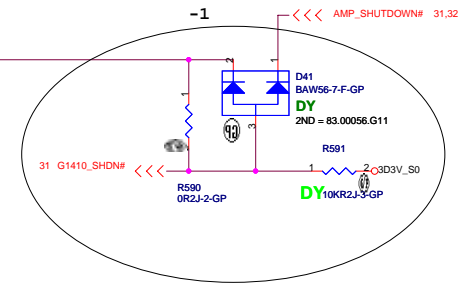 -1
AMP_SHUTDOWN# 31,32
2
1
D41
BAW56-7-F-GP
DY
2ND = 83.00056.G11
3
1
R591
31 G1410_SHDN#
1
2
3D3V_S0
R590
0R2J-2-GP
DY
10KR2J-3-GP